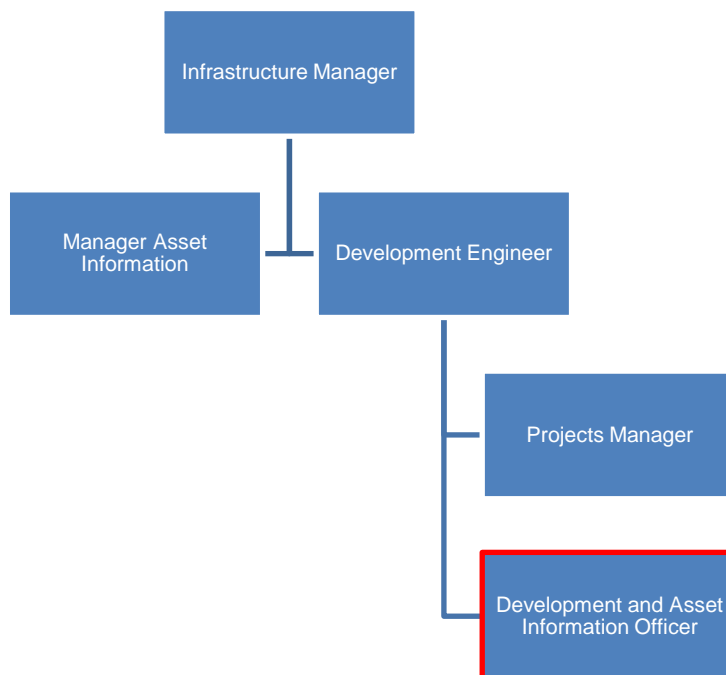 Infrastructure Manager
Manager Asset
Information
Development Engineer
Projects Manager
Development and Asset
Information Officer